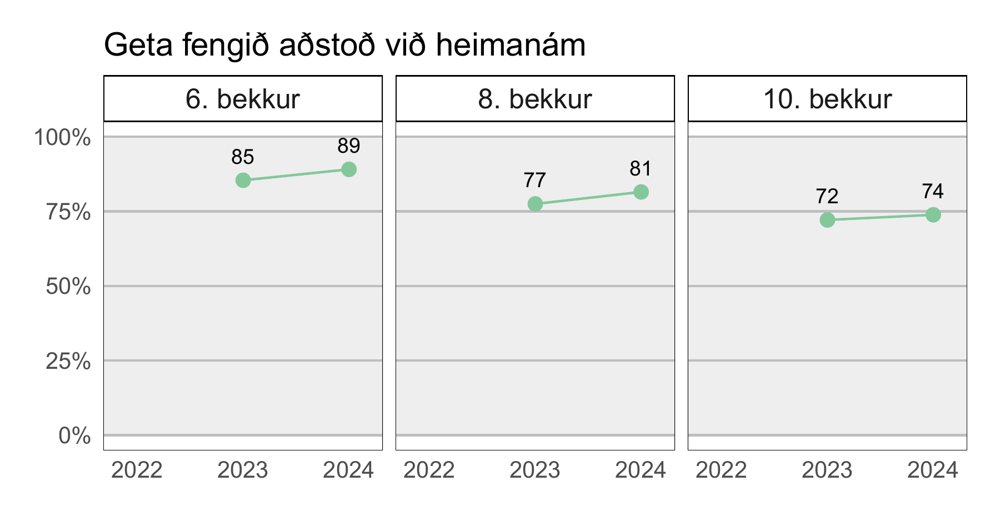 Geta fengið aðstoð við heimanám
6. bekkur 8. bekkur 10. bekkur
100%
75%
50%
25%
0%
85 89 77 81 72 74
2022 2023 2024 2022 2023 2024 2022 2023 2024